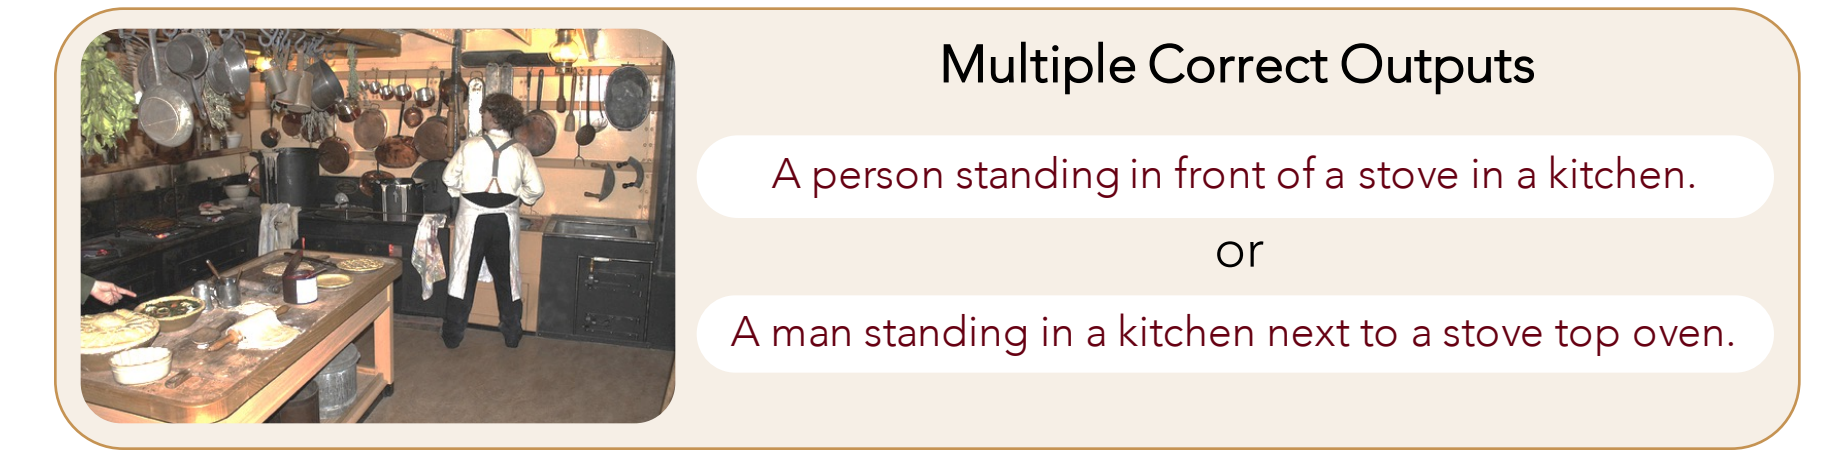 Multiple Correct Outputs
A person standing in front of a stove in a kitchen.
or
A man standing in a kitchen next to a stove top oven.